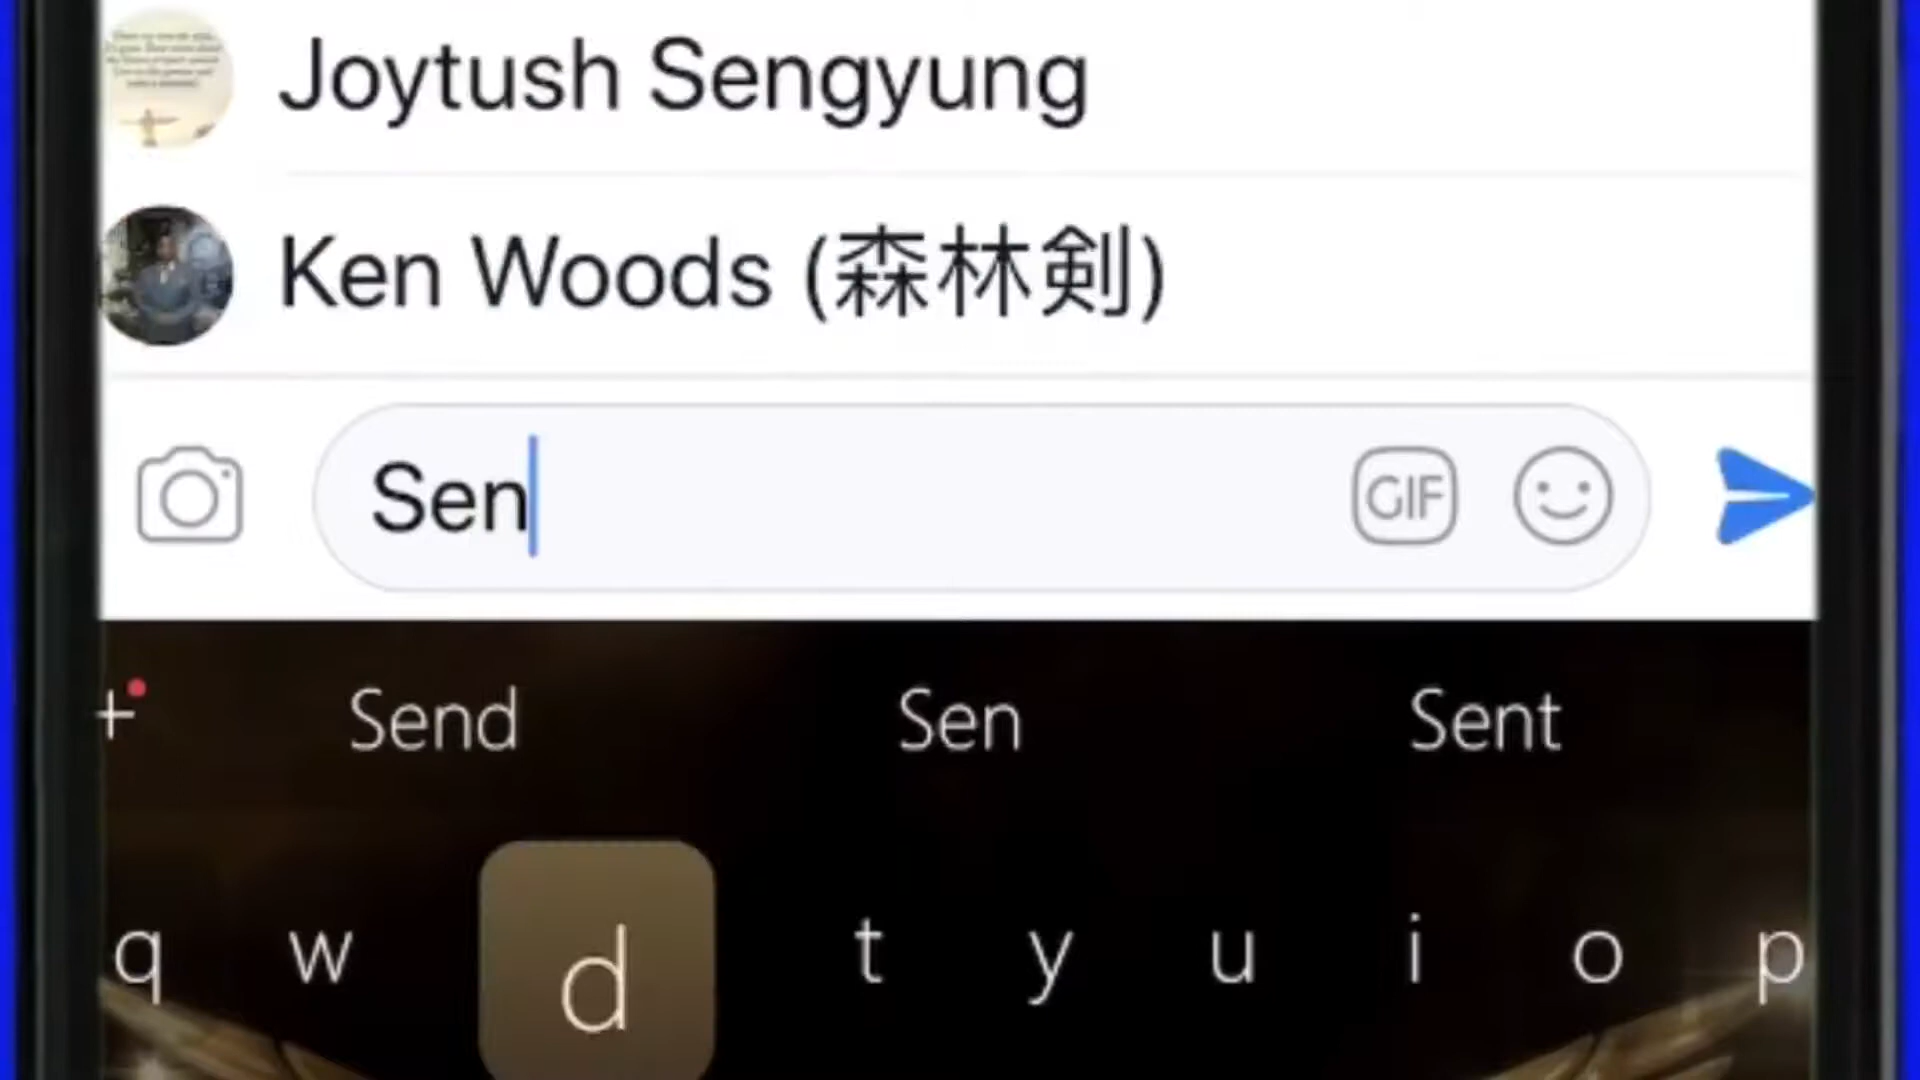 Joytush Sengyung
Ken Woods (森林剣)
Sen
GIF
+ Send Sen Sent
q w d t y u i o p